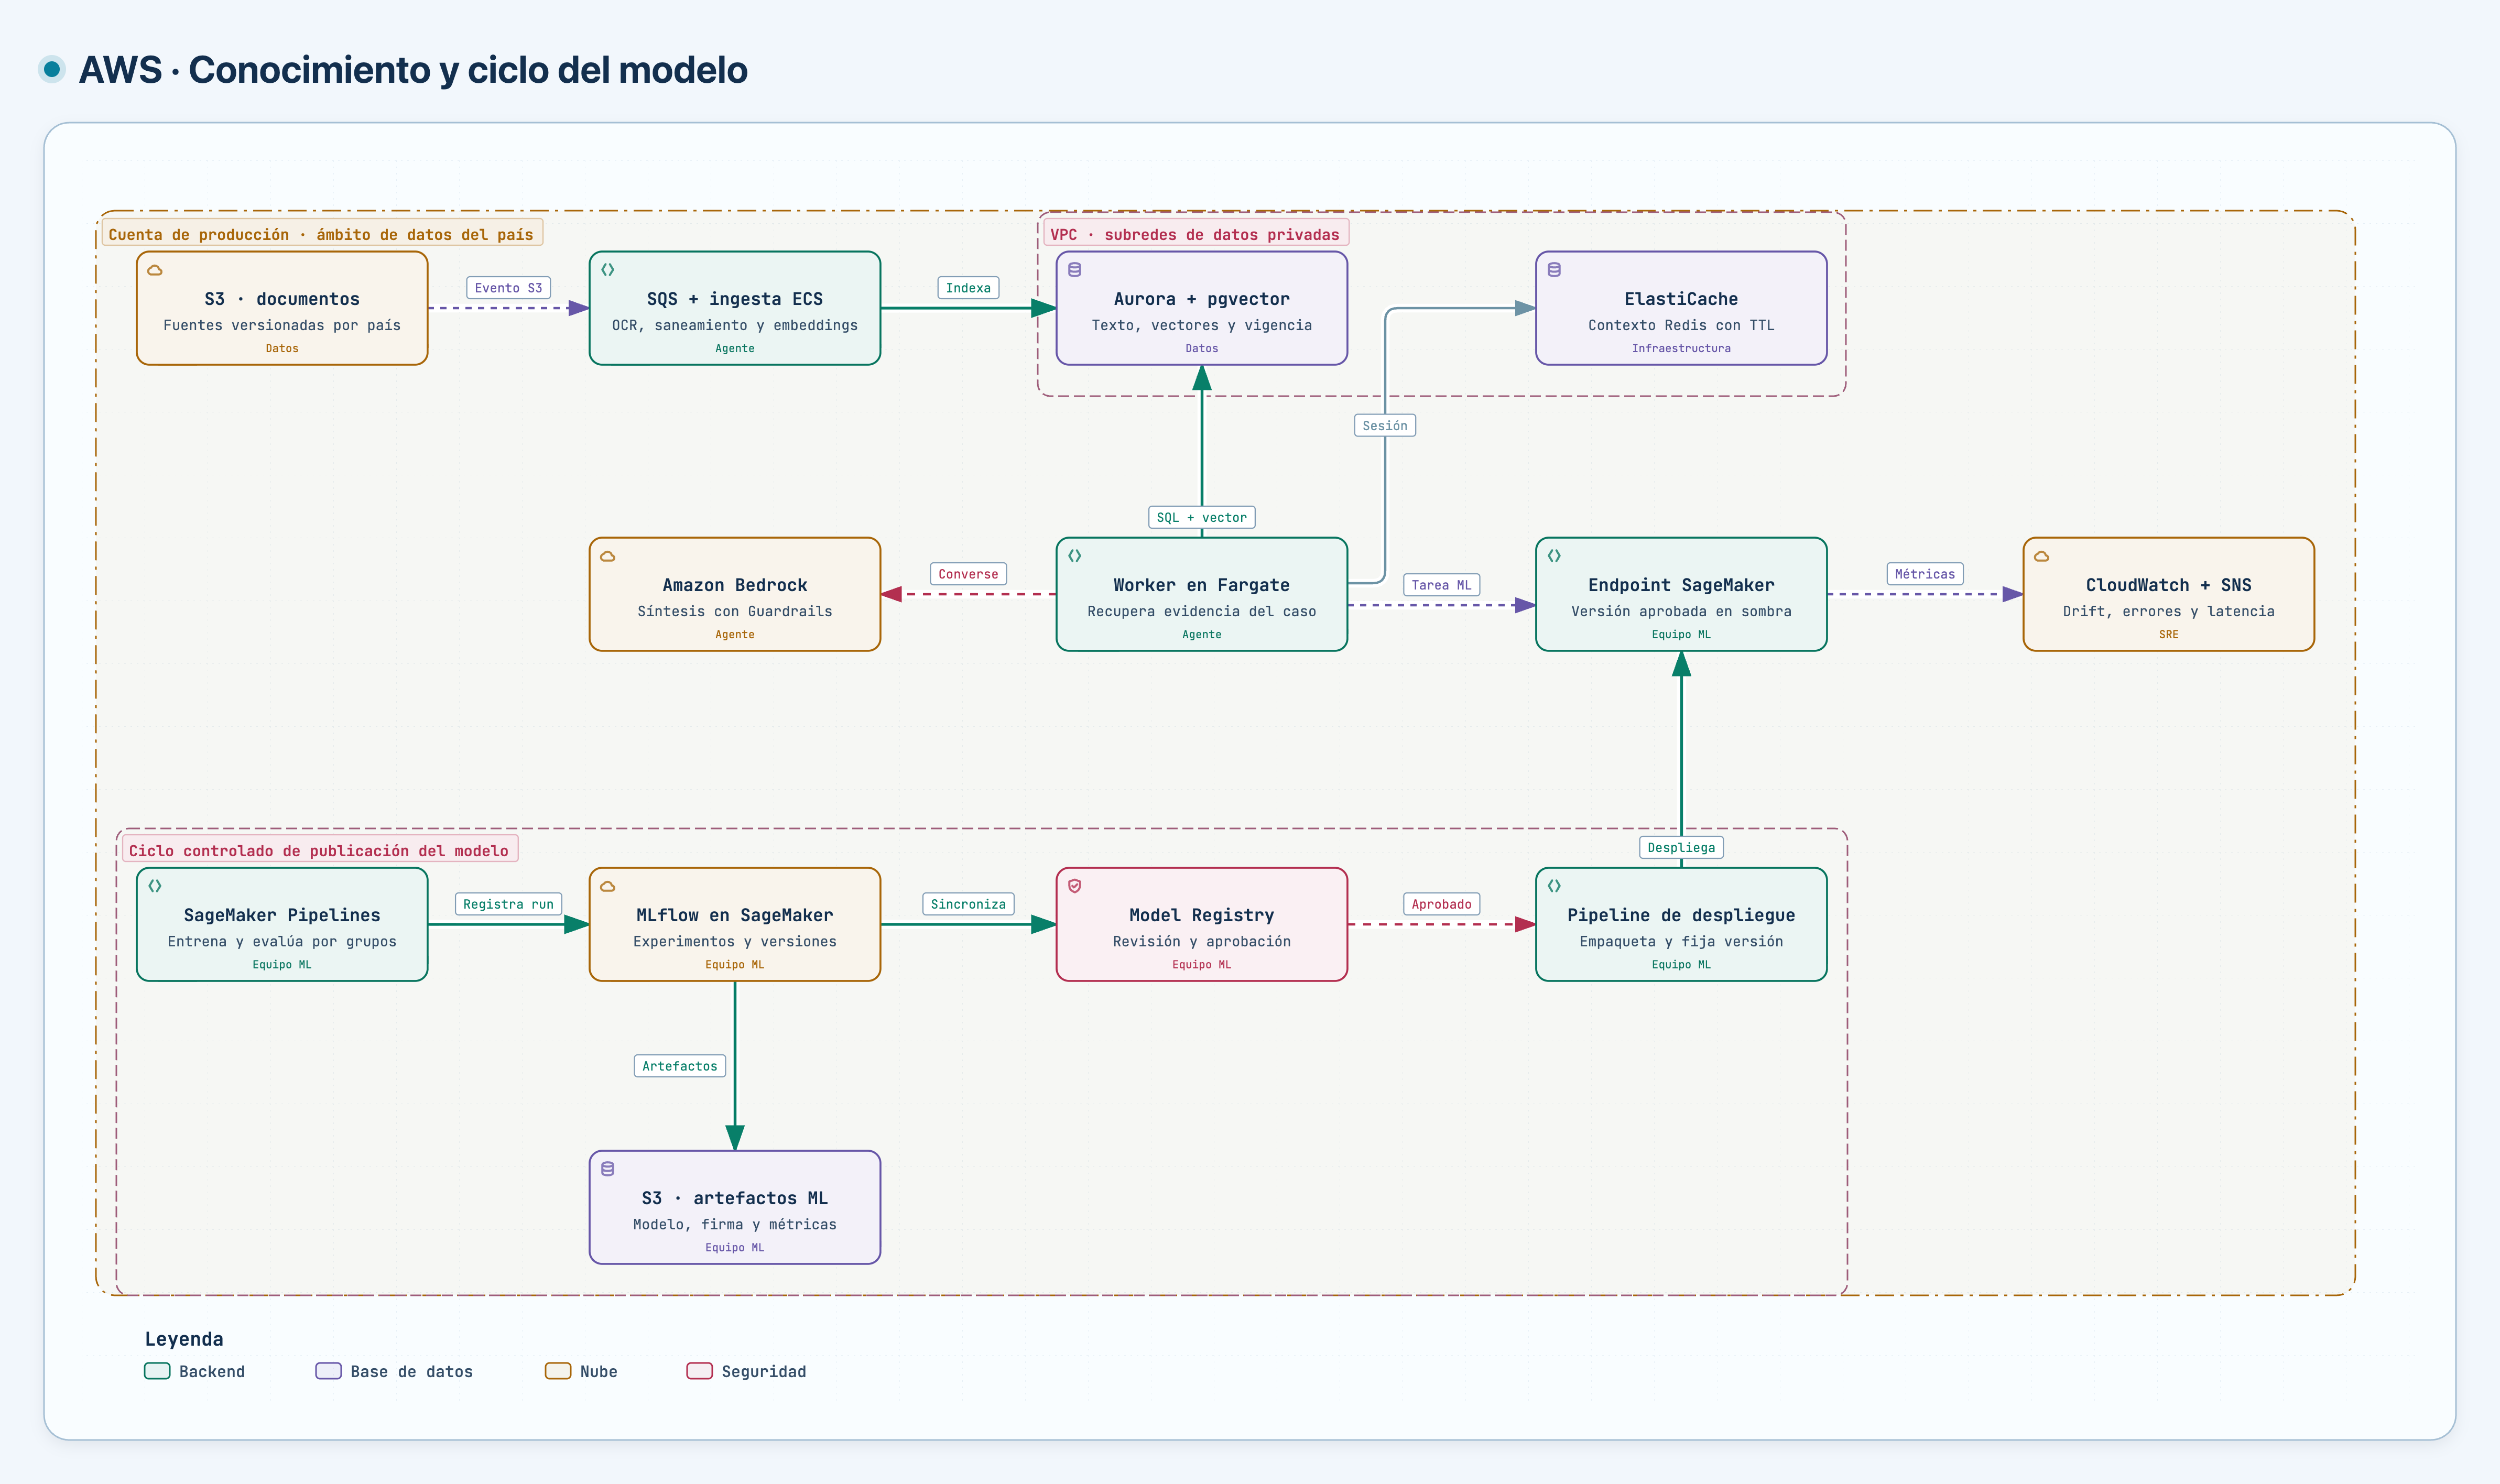 AWS · Conocimiento y ciclo del modelo
Cuenta de producción · ámbito de datos del país
VPC · subredes de datos privadas
S3 · documentos
Fuentes versionadas por país
Datos
Evento S3
SQS + ingesta ECS
OCR, saneamiento y embeddings
Agente
Indexa
Aurora + pgvector
Texto, vectores y vigencia
Datos
ElastiCache
Contexto Redis con TTL
Infraestructura
Sesión
SQL + vector
Amazon Bedrock
Síntesis con Guardrails
Agente
Converse
Worker en Fargate
Recupera evidencia del caso
Agente
Tarea ML
Endpoint SageMaker
Versión aprobada en sombra
Equipo ML
Métricas
CloudWatch + SNS
Drift, errores y latencia
SRE
Despliega
Ciclo controlado de publicación del modelo
SageMaker Pipelines
Entrena y evalúa por grupos
Equipo ML
Registra run
MLflow en SageMaker
Experimentos y versiones
Equipo ML
Sincroniza
Model Registry
Revisión y aprobación
Equipo ML
Aprobado
Pipeline de despliegue
Empaqueta y fija versión
Equipo ML
Artefactos
S3 · artefactos ML
Modelo, firma y métricas
Equipo ML
Leyenda
Backend
Base de datos
Nube
Seguridad